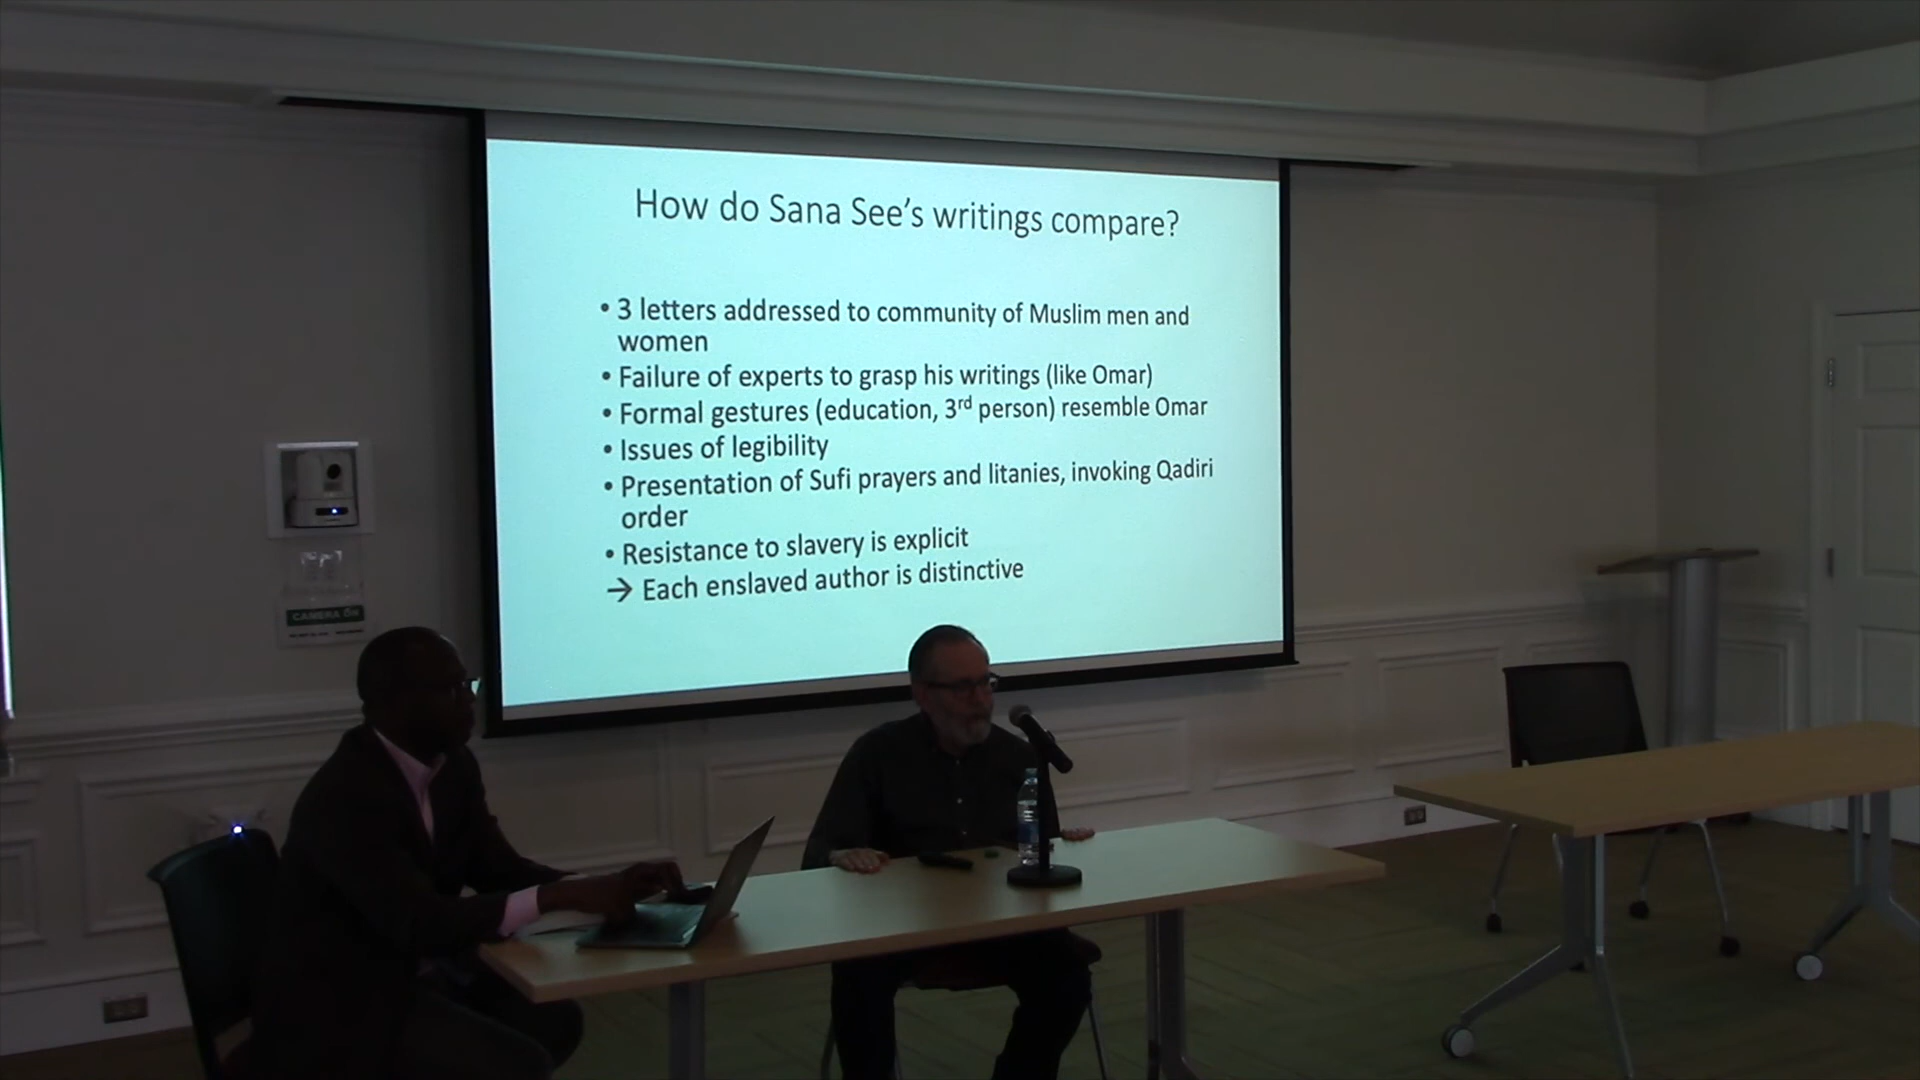 How do Sana See's writings compare?
• 3 letters addressed to community of Muslim men and
women
• Failure of experts to grasp his writings (like Omar)
• Formal gestures (education, 3rd person) resemble Omar
• Issues of legibility
• Presentation of Sufi prayers and litanies, invoking Qadiri
order
• Resistance to slavery is explicit
→ Each enslaved author is distinctive
CAMERA ON